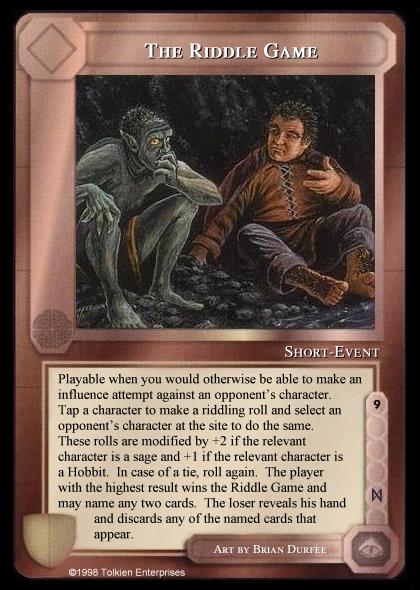 The Riddle Game
Short-Event
Playable when you would otherwise be able to make an
influence attempt against an opponent's character.
Tap a character to make a riddling roll and select an
opponent's character at the site to do the same.
These rolls are modified by +2 if the relevant
character is a sage and +1 if the relevant character is
a Hobbit. In case of a tie, roll again. The player
with the highest result wins the Riddle Game and
may name any two cards. The loser reveals his hand
and discards any of the named cards that
appear.
9
Art by Brian Durfee
©1998 Tolkien Enterprises